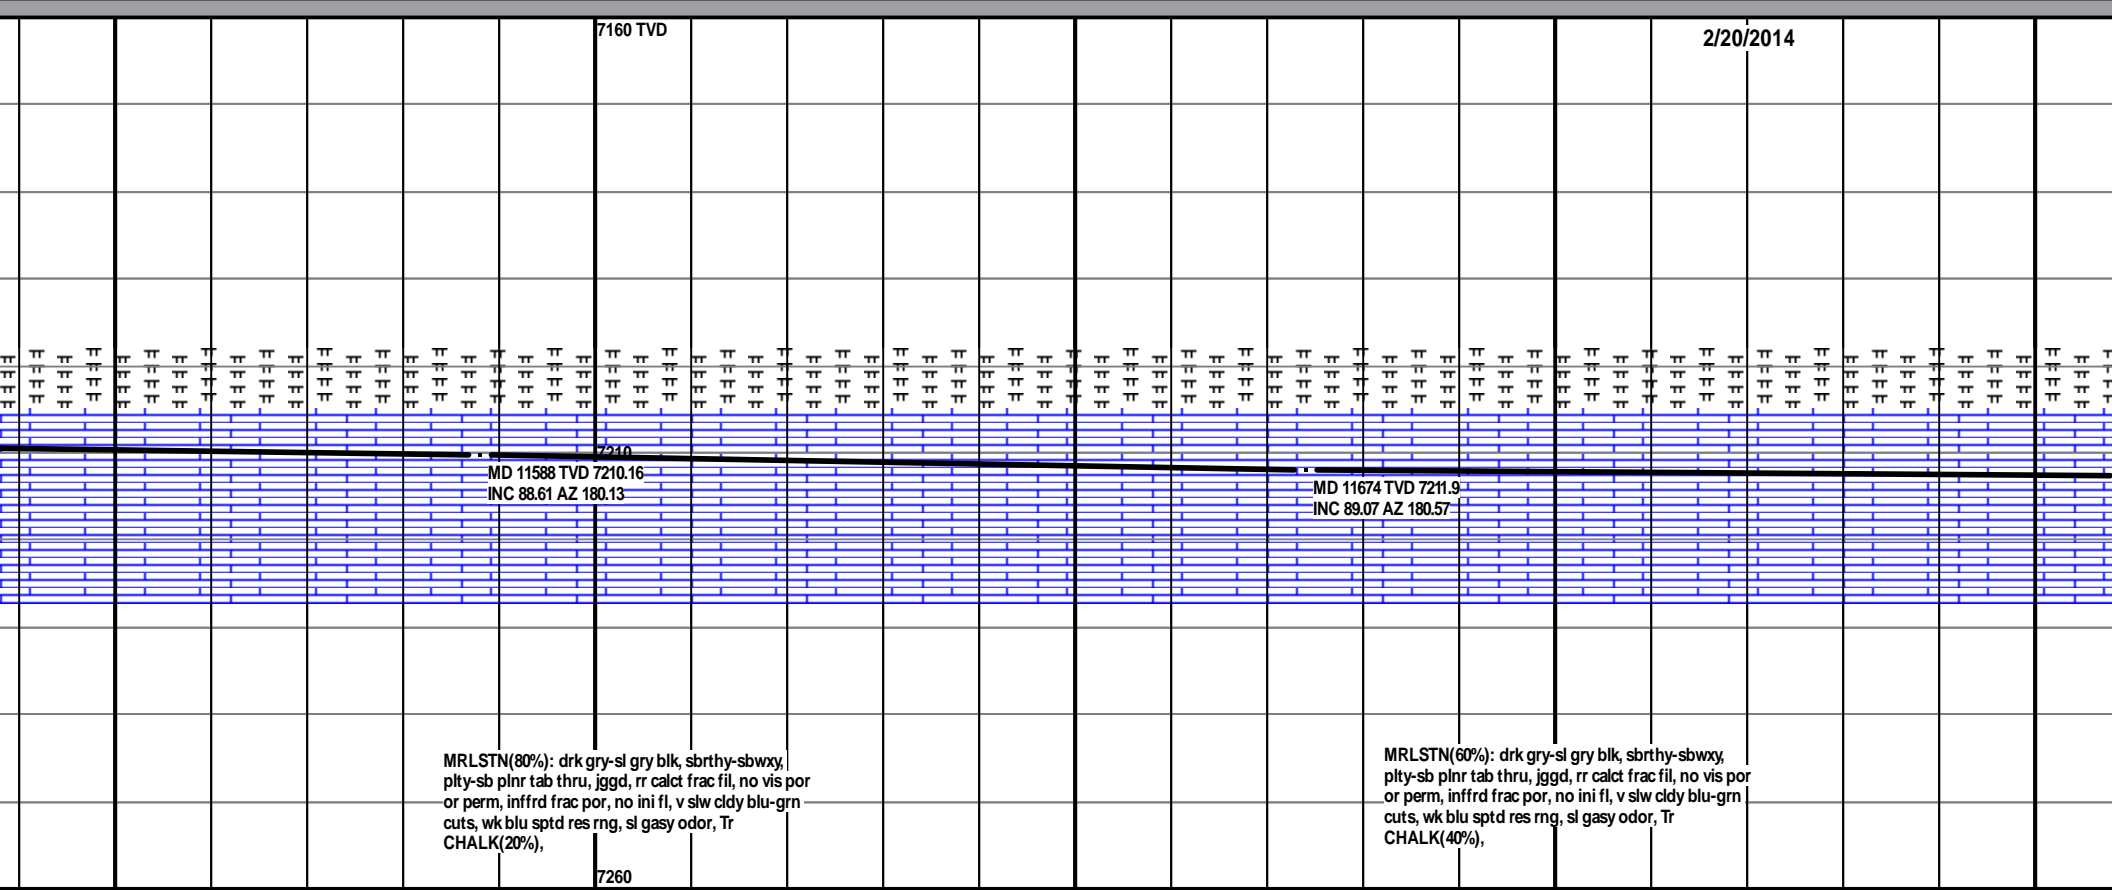 7160 TVD
2/20/2014
7210
MD 11588 TVD 7210.16
INC 88.61 AZ 180.13
MD 11674 TVD 7211.9
INC 89.07 AZ 180.57
MRLSTN(80%): drk gry-sl gry blk, sbrthy-sbwxy,
plty-sb plnr tab thru, jggd, rr calct frac fil, no vis por
or perm, inffrd frac por, no ini fl, v slw cldy blu-grn
cuts, wk blu sptd res rng, sl gasy odor, Tr
CHALK(20%),
MRLSTN(60%): drk gry-sl gry blk, sbrthy-sbwxy,
plty-sb plnr tab thru, jggd, rr calct frac fil, no vis por
or perm, inffrd frac por, no ini fl, v slw cldy blu-grn
cuts, wk blu sptd res rng, sl gasy odor, Tr
CHALK(40%),
7260